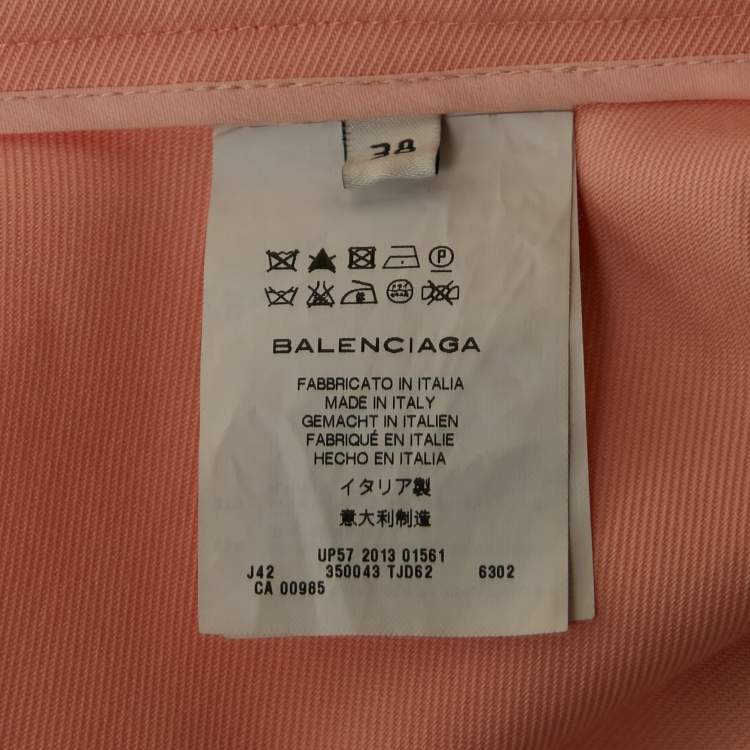 38
P
BALENCIAGA
FABBRICATO IN ITALIA
MADE IN ITALY
GEMACHT IN ITALIEN
FABRIQUÉ EN ITALIE
HECHO EN ITALIA
イタリア製
意大利制造
UP57 2013 01561
J42 350043 TJD62 6302
CA 00985